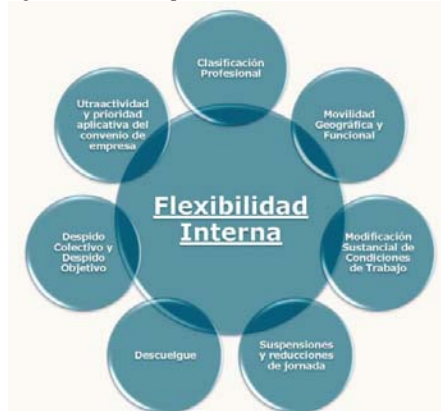 Clasificación
Profesional
Movilidad
Geográfica y
Funcional
Modificación
Sustancial de
Condiciones
de Trabajo
Suspensiones
y reducciones
de jornada
Descuelgue
Despido
Colectivo y
Despido
Objetivo
Utraactividad
y prioridad
aplicativa del
convenio de
empresa
Flexibilidad
Interna